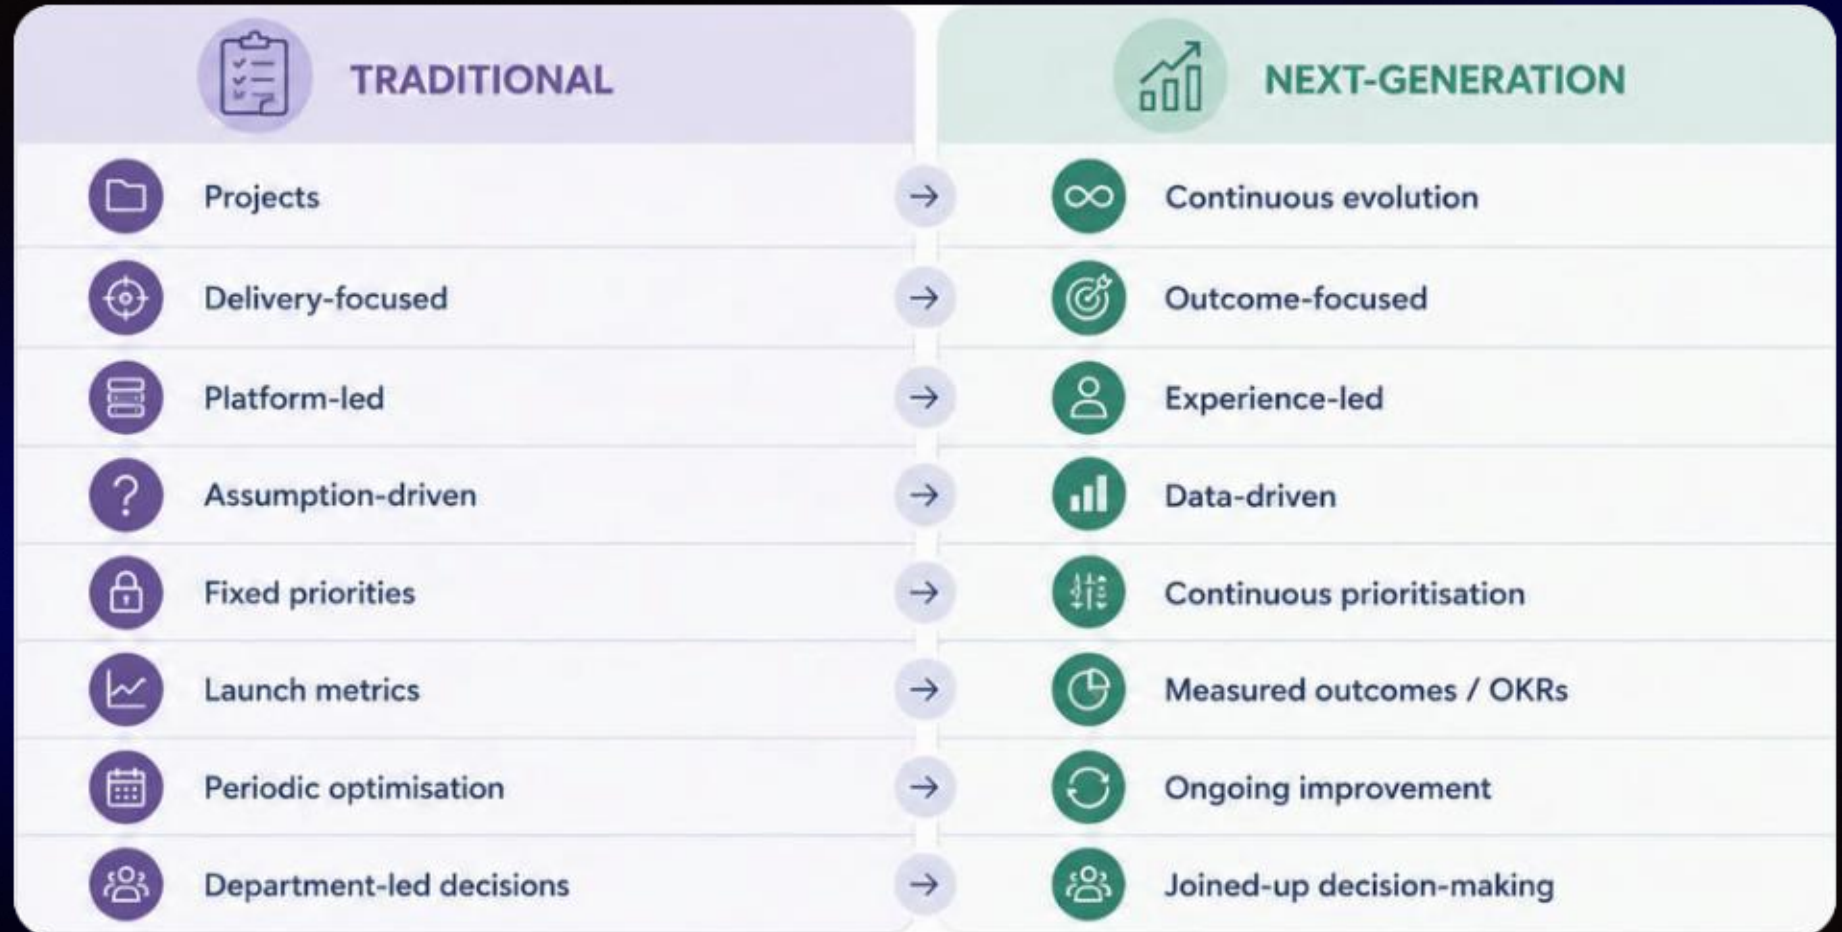 TRADITIONAL
NEXT-GENERATION
Projects
Continuous evolution
Delivery-focused
Outcome-focused
Platform-led
Experience-led
Assumption-driven
Data-driven
Fixed priorities
Continuous prioritisation
Launch metrics
Measured outcomes / OKRs
Periodic optimisation
Ongoing improvement
Department-led decisions
Joined-up decision-making